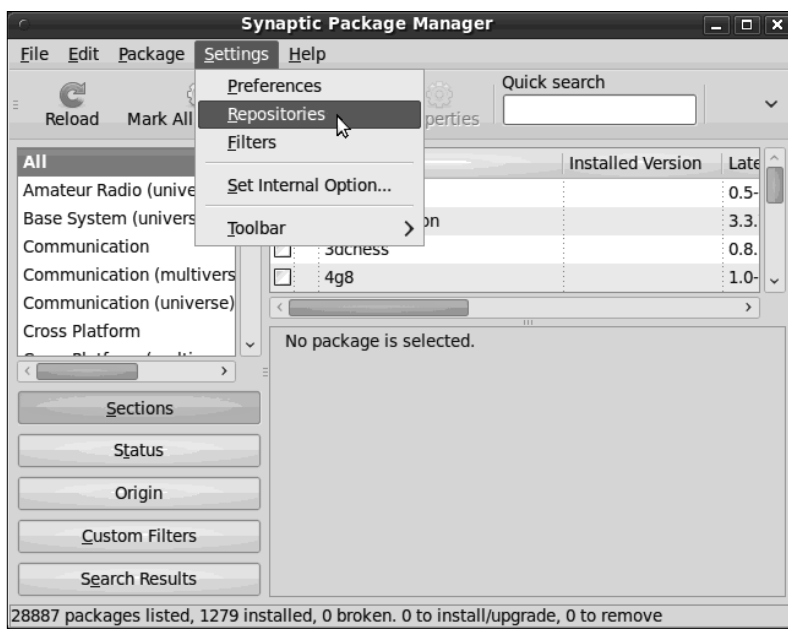 Synaptic Package Manager
File Edit Package Settings Help
Reload Mark All perties
Quick search
Preferences
Repositories
Filters
Set Internal Option...
Toolbar
All
Amateur Radio (unive
Base System (univers
Communication
Communication (multivers
Communication (universe)
Cross Platform
Installed Version Late
0.5-
on 3.3.
3dchess 0.8.
4g8 1.0-
No package is selected.
Sections
Status
Origin
Custom Filters
Search Results
28887 packages listed, 1279 installed, 0 broken. 0 to install/upgrade, 0 to remove